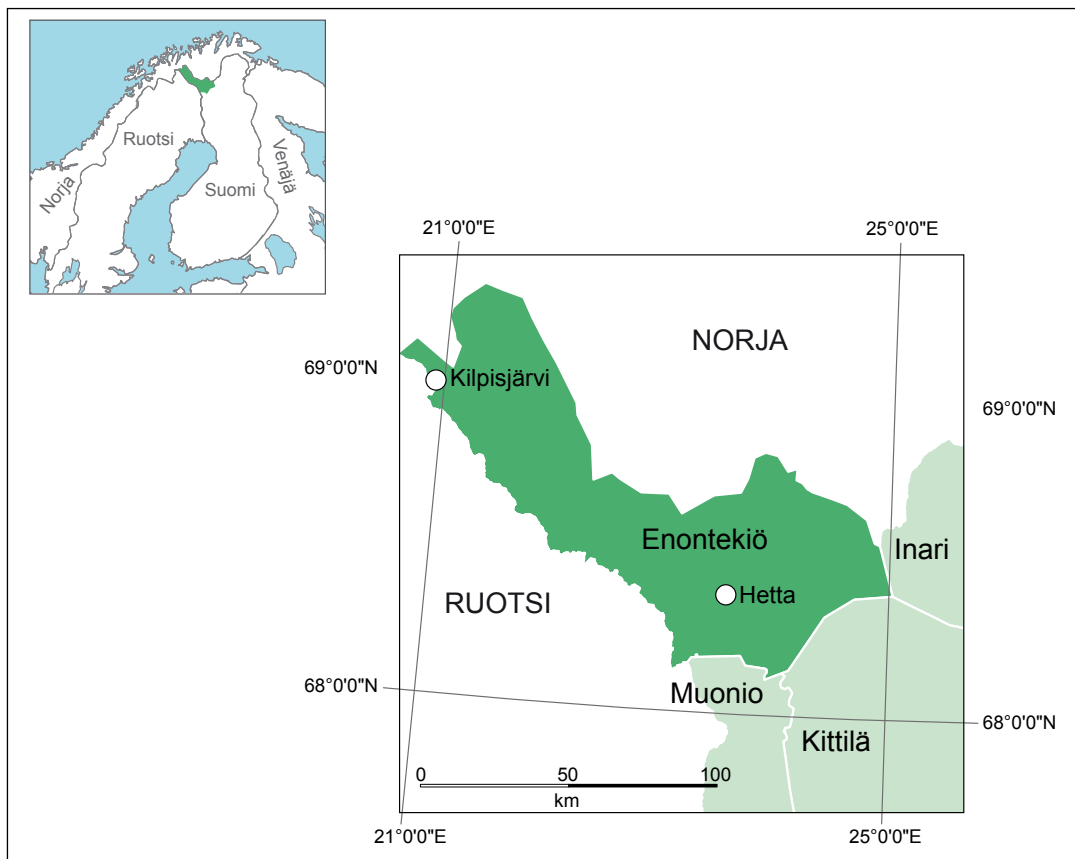 Norja
Ruotsi
Suomi
Venäjä
21°0'0"E
25°0'0"E
NORJA
69°0'0"N
Kilpisjärvi
69°0'0"N
Enontekiö
Inari
Hetta
RUOTSI
68°0'0"N
Muonio
68°0'0"N
Kittilä
0 50 100
km
21°0'0"E
25°0'0"E